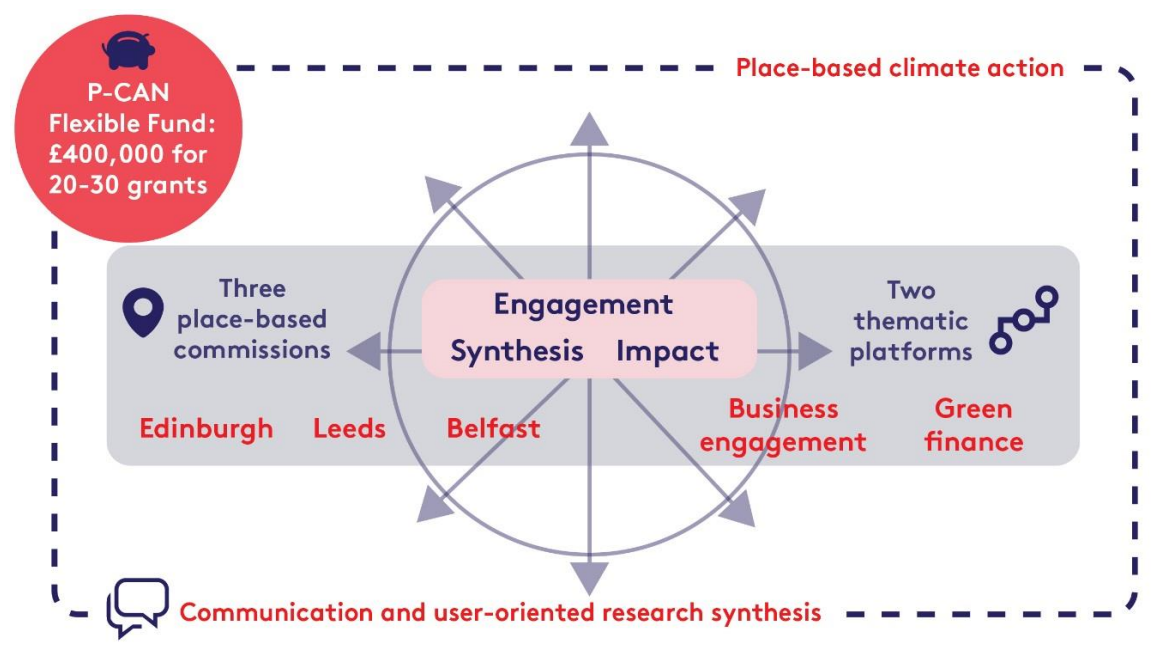 P-CAN
Flexible Fund:
£400,000 for
20-30 grants
Place-based climate action
Three
place-based
commissions
Engagement
Synthesis Impact
Two
thematic
platforms
Edinburgh Leeds Belfast
Business
engagement
Green
finance
Communication and user-oriented research synthesis